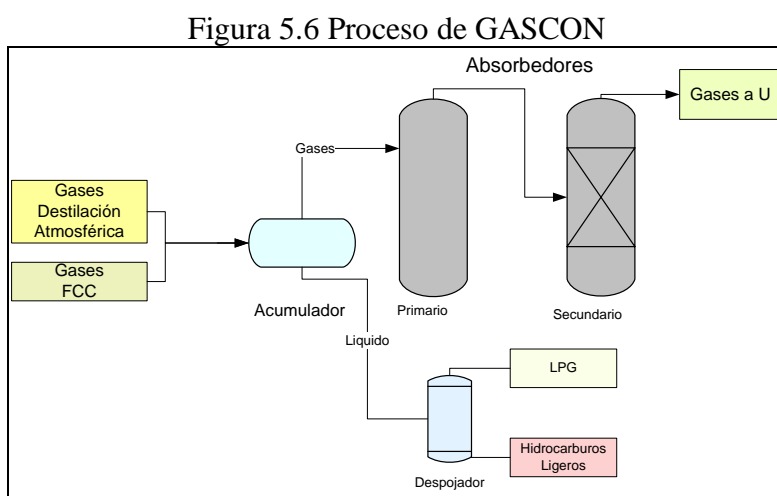 Figura 5.6 Proceso de GASCON
Absorbedores
Gases a U
Gases
Gases
Destilación
Atmosférica
Gases
FCC
Acumulador
Primario
Secundario
Liquido
LPG
Hidrocarburos
Ligeros
Despojador